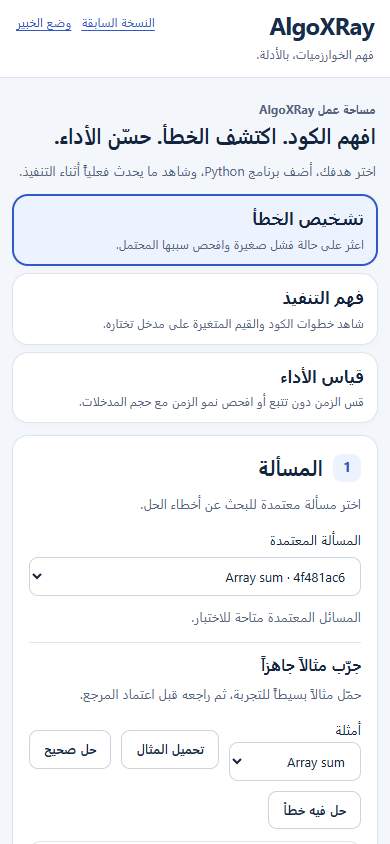 AlgoXRay
فهم الخوارزميات، بالأدلة.
النسخة السابقة
وضع الخبير
مساحة عمل AlgoXRay
افهم الكود. اكتشف الخطأ. حسّن الأداء.
اختر هدفك، أضف برنامج Python، وشاهد ما يحدث فعلياً أثناء التنفيذ.
تشخيص الخطأ
اعثر على حالة فشل صغيرة وافحص سببها المحتمل.
فهم التنفيذ
شاهد خطوات الكود والقيم المتغيرة على مدخل تختاره.
قياس الأداء
قس الزمن دون تتبع أو افحص نمو الزمن مع حجم المدخلات.
1
المسألة
اختر مسألة معتمدة للبحث عن أخطاء الحل.
المسألة المعتمدة
Array sum · 4f481ac6
المسائل المعتمدة متاحة للاختبار.
جرّب مثالاً جاهزاً
حمّل مثالاً بسيطاً للتجربة، ثم راجعه قبل اعتماد المرجع.
أمثلة
Array sum
تحميل المثال
حل صحيح
حل فيه خطأ